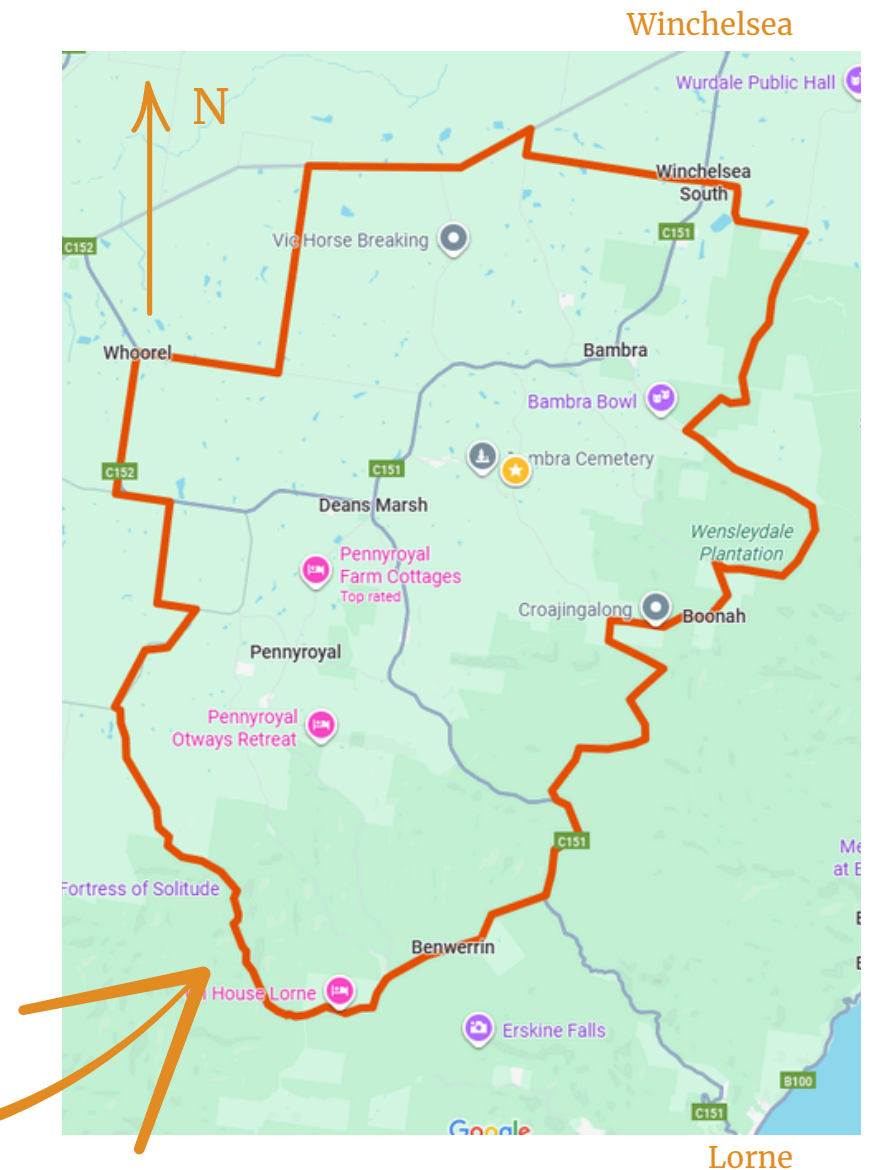 Winchelsea
Wurdale Public Hall
N
Winchelsea
South
C151
Vic Horse Breaking
C152
Whoorel
Bambra
Bambra Bowl
C151
mbra Cemetery
C152
Deans Marsh
Wensleydale
Plantation
Pennyroyal
Farm Cottages
Top rated
Croajingalong
Boonah
Pennyroyal
Pennyroyal
Otways Retreat
C151
Fortress of Solitude
at
Benwerrin
House Lorne
Erskine Falls
B100
C151
Google
Lorne